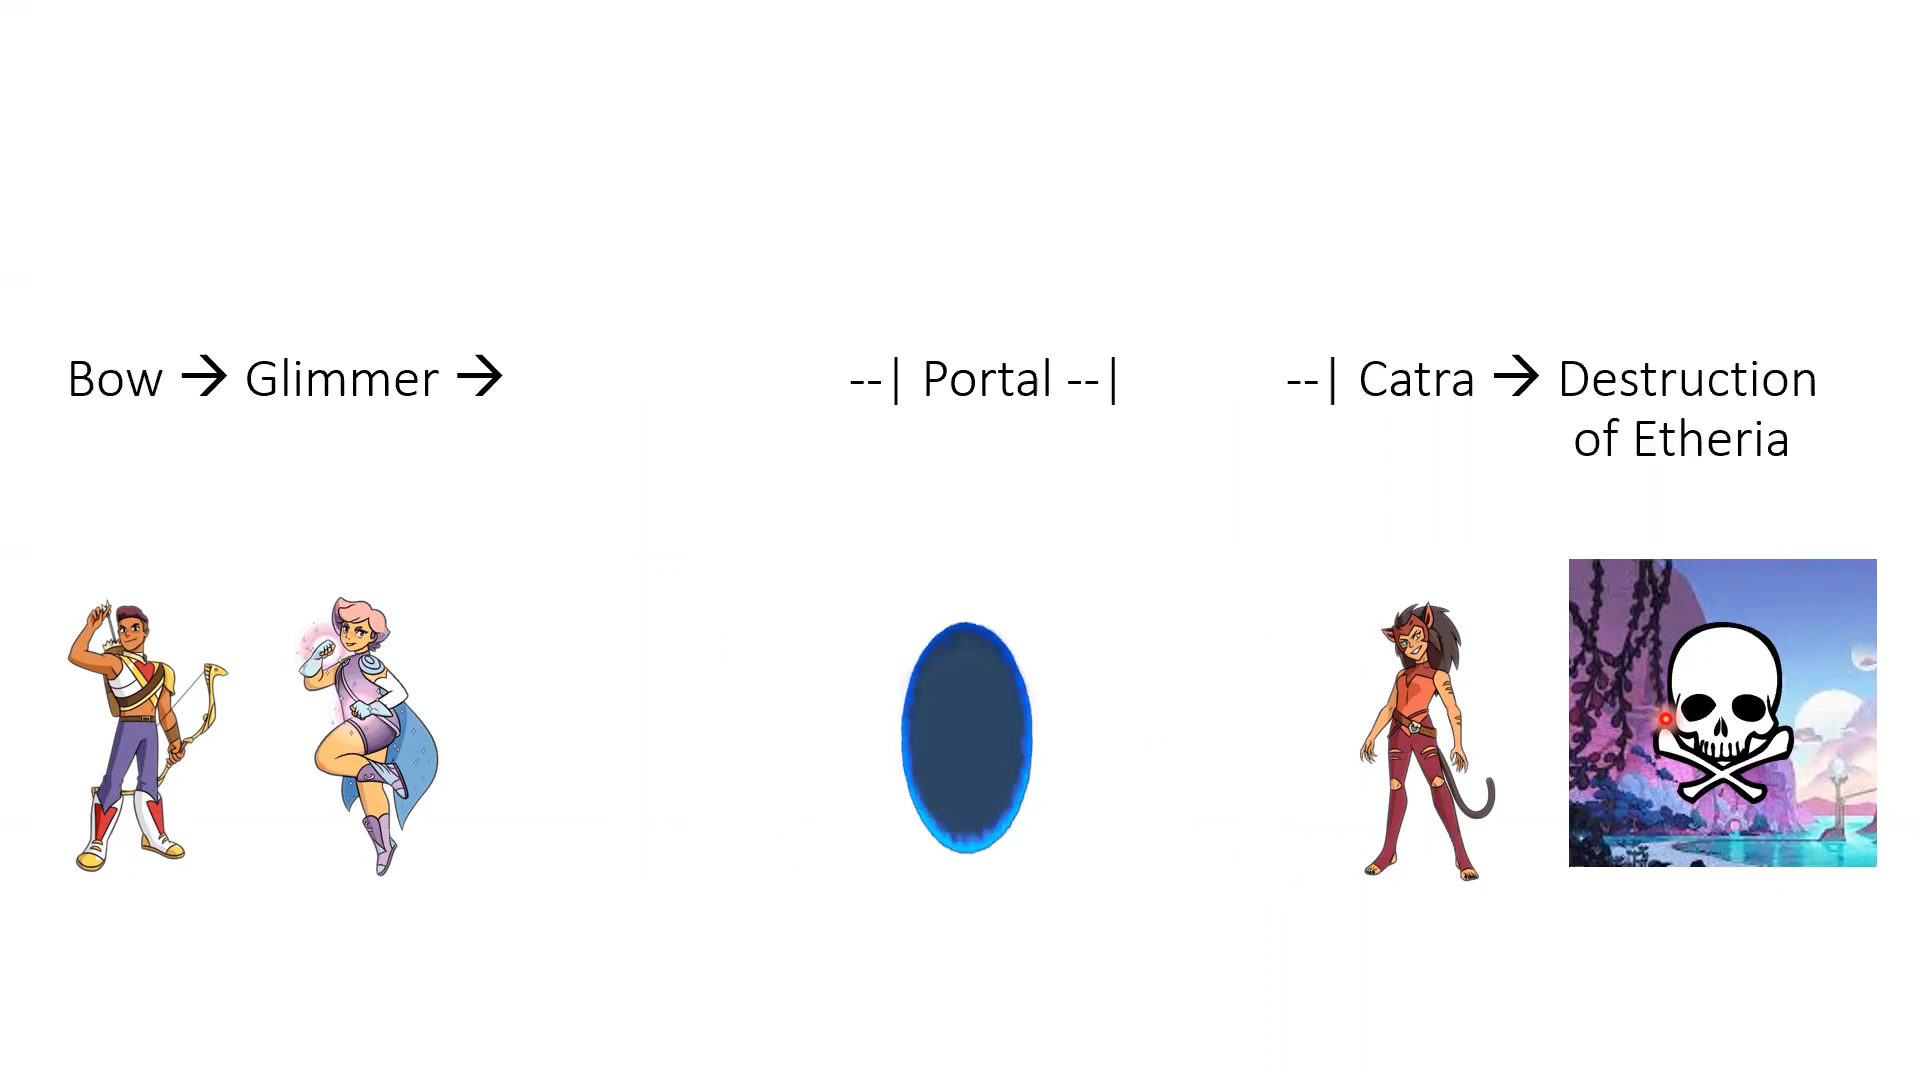 Bow → Glimmer → --| Portal --| --| Catra → Destruction
of Etheria